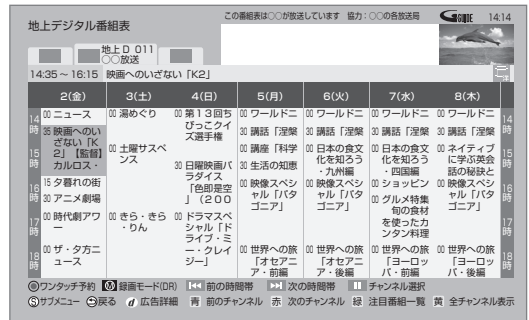 地上デジタル番組表
この番組表は○○が放送しています 協力:○○の各放送局
G GUIDE 14:14
地上D 011
○○放送
14:35~16:15 映画へのいざない「K2」
2(金) 3(土) 4(日) 5(月) 6(火) 7(水) 8(木)
14時
15時
16時
17時
18時
00 ニュース
35 映画へのい
ざない「K
2」【監督】
カルロス・
15 夕暮れの街
30 アニメ劇場
00 時代劇アワ
ー
00 ザ・夕方ニ
ュース
00 湯めぐり
00 土曜サスペ
ンス
00 きら・きら
・りん
00 第13回ち
びっこクイ
ズ選手権
30 日曜映画パ
ラダイス
「色即是空
」(200
00 ドラマスペ
シャル「ド
ライブ・ミ
ー・クレイ
ジー」
00 ワールドニ
30 講話「涅槃
00 講座「科学
30 生活の知恵
00 映像スペシ
ャル「パタ
ゴニア」
00 世界への旅
「オセアニ
ア・前編
00 ワールドニ
30 講話「涅槃
00 日本の食文
化を知ろう
・九州編
00 映像スペシ
ャル「パタ
ゴニア」
00 世界への旅
「オセアニ
ア・後編
00 ワールドニ
30 講話「涅槃
00 日本の食文
化を知ろう
・四国編
00 ショッピン
00 グルメ特集
旬の食材
を使ったカ
ンタン料理
00 世界への旅
「ヨーロッ
パ・前編
00 ワールドニ
30 講話「涅槃
00 ネイティブ
に学ぶ英会
話の秘訣と
00 映像スペシ
ャル「パタ
ゴニア」
00 世界への旅
「ヨーロッ
パ・後編
ワンタッチ予約 W 録画モード(DR) 前の時間帯 次の時間帯 チャンネル選択
S サブメニュー 戻る d 広告詳細 青 前のチャンネル 赤 次のチャンネル 緑 注目番組一覧 黄 全チャンネル表示